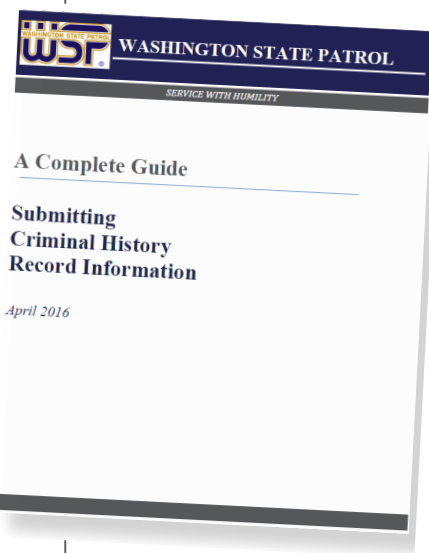 WASHINGTON STATE PATROL
WSP
WASHINGTON STATE PATROL
SERVICE WITH HUMILITY
A Complete Guide
Submitting
Criminal History
Record Information
April 2016